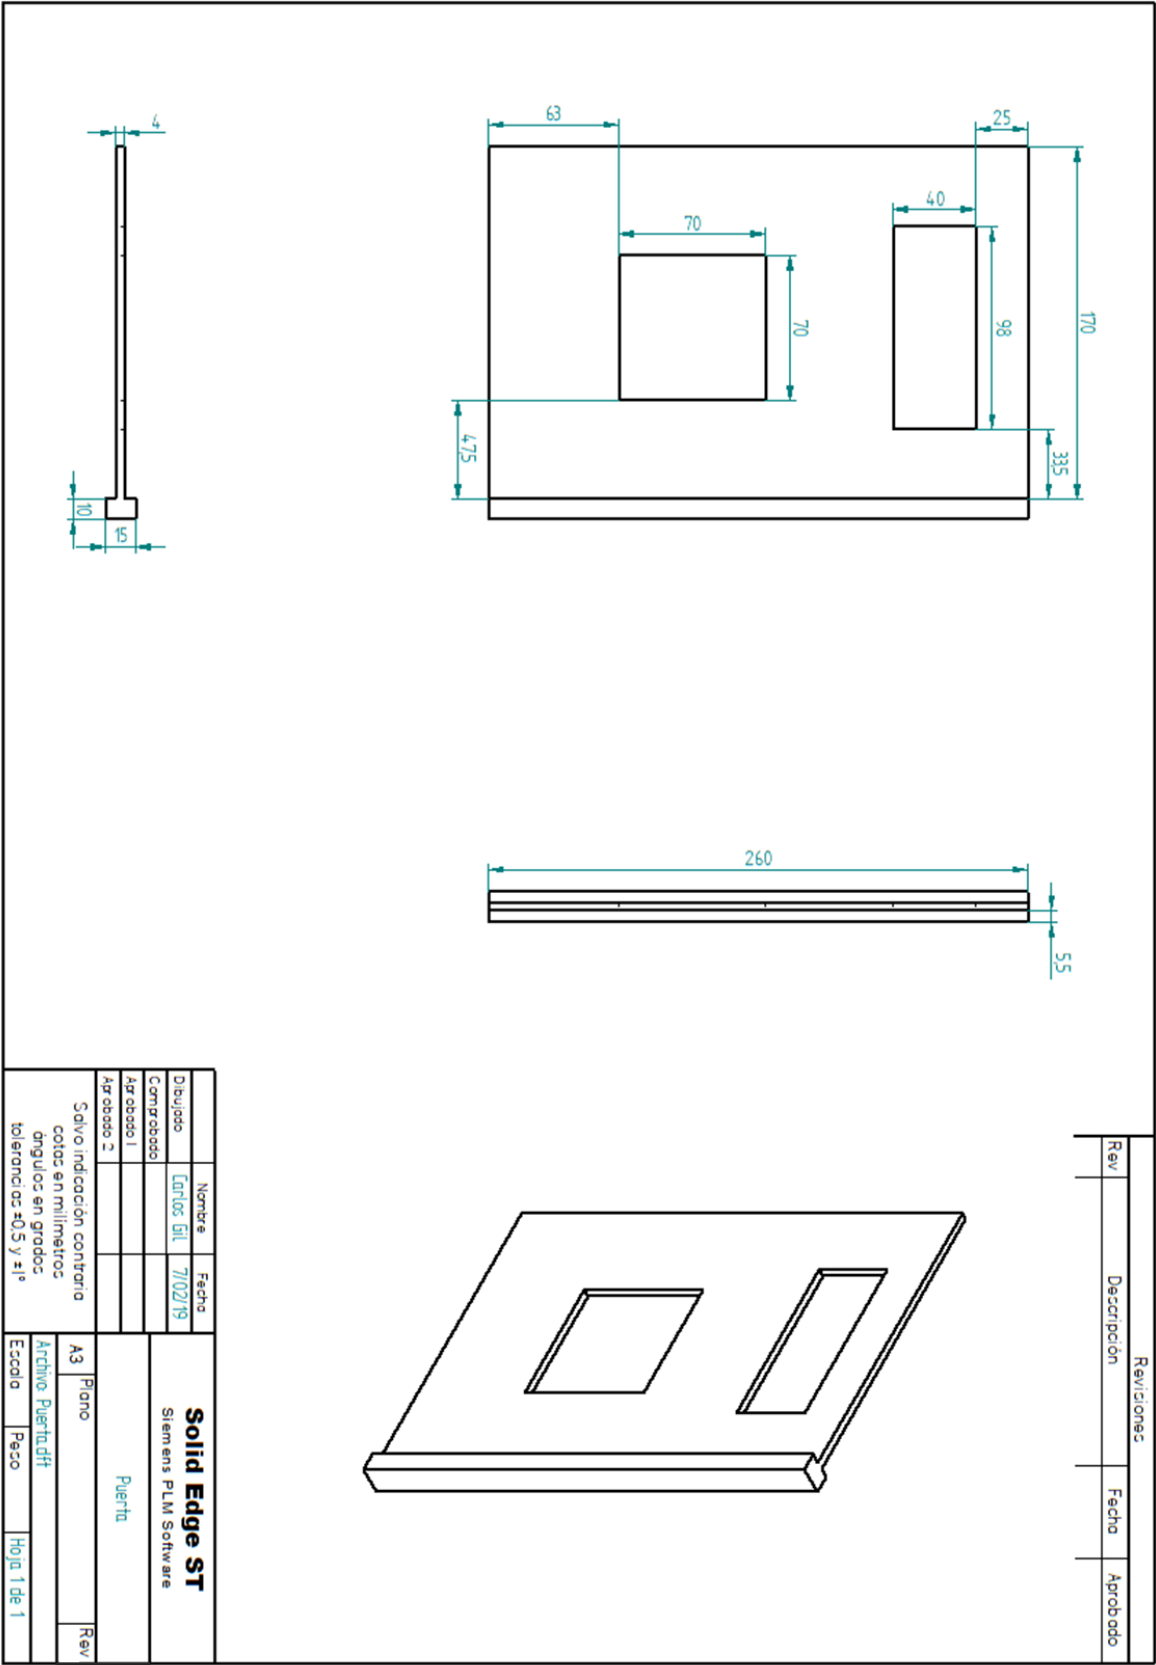 63
25
4
40
70
70
98
170
47,5
33,5
10
15
260
5,5
Revisiones
Rev
Descripción
Fecha
Aprobado
Nombre
Fecha
Dibujado
Carlos Gil
7/02/19
Comprobado
Aprobado 1
Aprobado 2
Salvo indicación contraria
cotas en milímetros
ángulos en grados
tolerancias ±0,5 y ±1°
Solid Edge ST
Siemens PLM Software
Puerta
A3
Plano
Rev
Archivo: Puerta.dft
Escala
Peso
Hoja 1 de 1